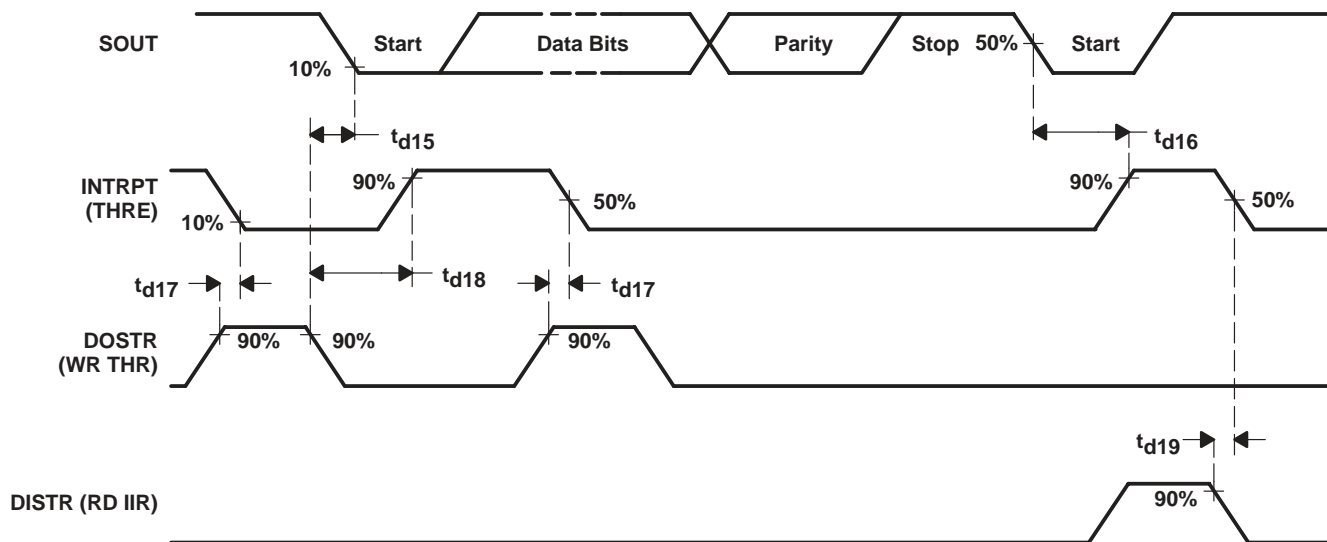 SOUT
Start
Data Bits
Parity
Stop
50%
Start
10%
td15
td16
INTRPT
(THRE)
90%
50%
90%
50%
10%
td17
td18
td17
DOSTR
(WR THR)
90%
90%
90%
td19
DISTR (RD IIR)
90%